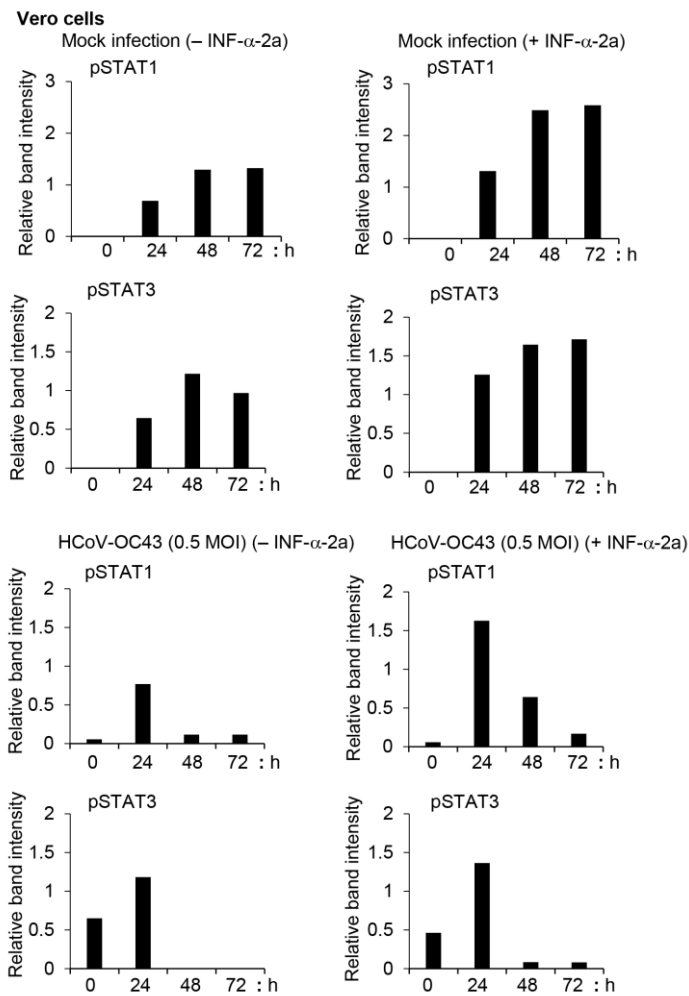 Vero cells
Mock infection (– INF-α-2a)
pSTAT1
Relative band intensity
3
2
1
0
0 24 48 72 : h
Mock infection (+ INF-α-2a)
pSTAT1
Relative band intensity
3
2
1
0
0 24 48 72 : h
pSTAT3
Relative band intensity
2
1.5
1
0.5
0
0 24 48 72 : h
pSTAT3
Relative band intensity
2
1.5
1
0.5
0
0 24 48 72 : h
HCoV-OC43 (0.5 MOI) (– INF-α-2a)
pSTAT1
Relative band intensity
2
1.5
1
0.5
0
0 24 48 72 : h
HCoV-OC43 (0.5 MOI) (+ INF-α-2a)
pSTAT1
Relative band intensity
2
1.5
1
0.5
0
0 24 48 72 : h
pSTAT3
Relative band intensity
2
1.5
1
0.5
0
0 24 48 72 : h
pSTAT3
Relative band intensity
2
1.5
1
0.5
0
0 24 48 72 : h